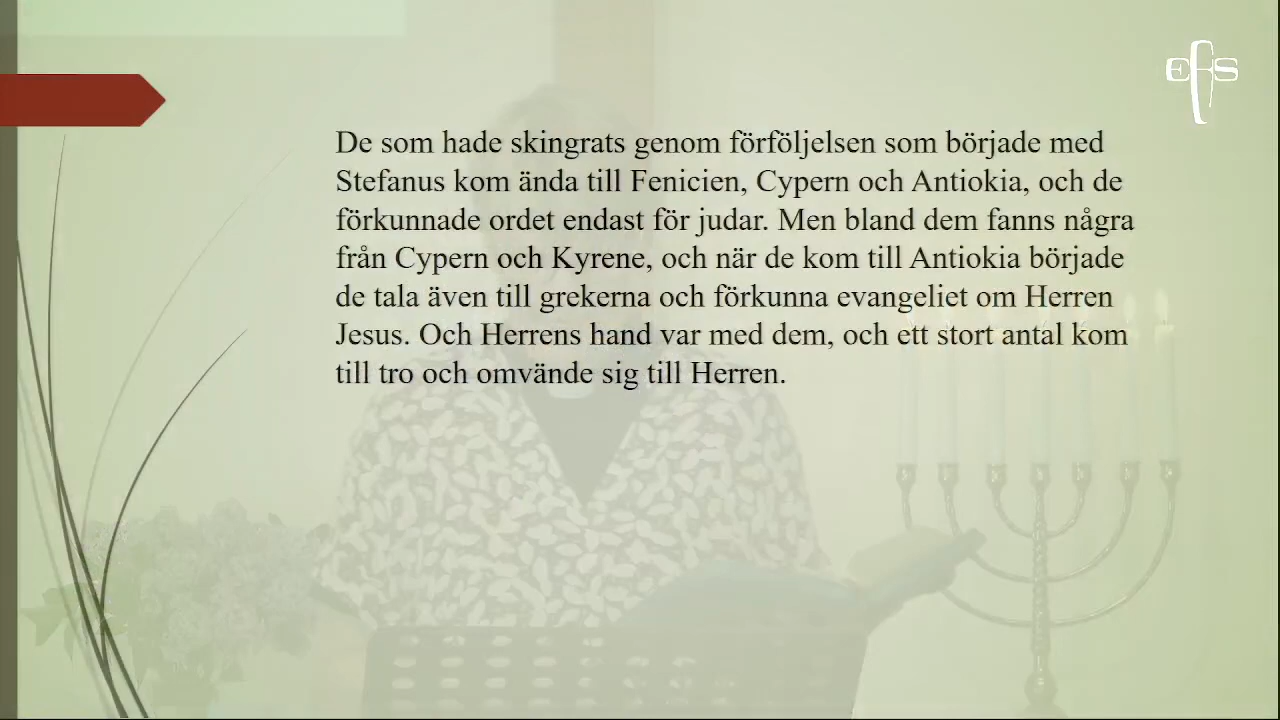 EFS
De som hade skingrats genom förföljelsen som började med
Stefanus kom ända till Fenicien, Cypern och Antiokia, och de
förkunnade ordet endast för judar. Men bland dem fanns några
från Cypern och Kyrene, och när de kom till Antiokia började
de tala även till grekerna och förkunna evangeliet om Herren
Jesus. Och Herrens hand var med dem, och ett stort antal kom
till tro och omvände sig till Herren.